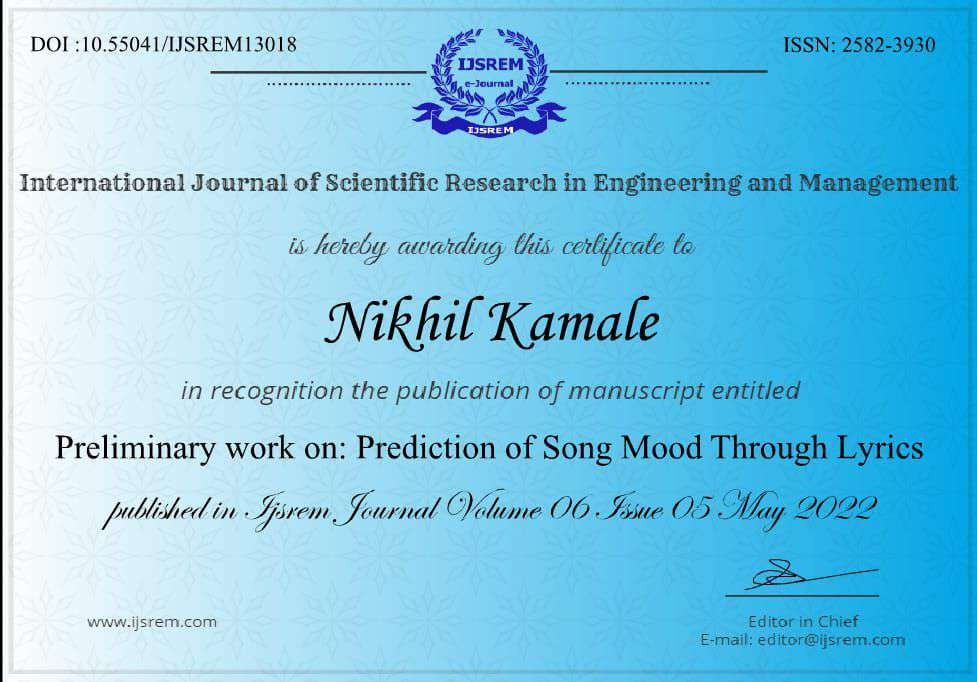 DOI :10.55041/IJSREM13018
ISSN: 2582-3930
IJSREM
e-Journal
IJSREM
International Journal of Scientific Research in Engineering and Management
is hereby awarding this certificate to
Nikhil Kamale
in recognition the publication of manuscript entitled
Preliminary work on: Prediction of Song Mood Through Lyrics
published in Ijsrem Journal Volume 06 Issue 05 May 2022
www.ijsrem.com
Editor in Chief
E-mail: editor@ijsrem.com